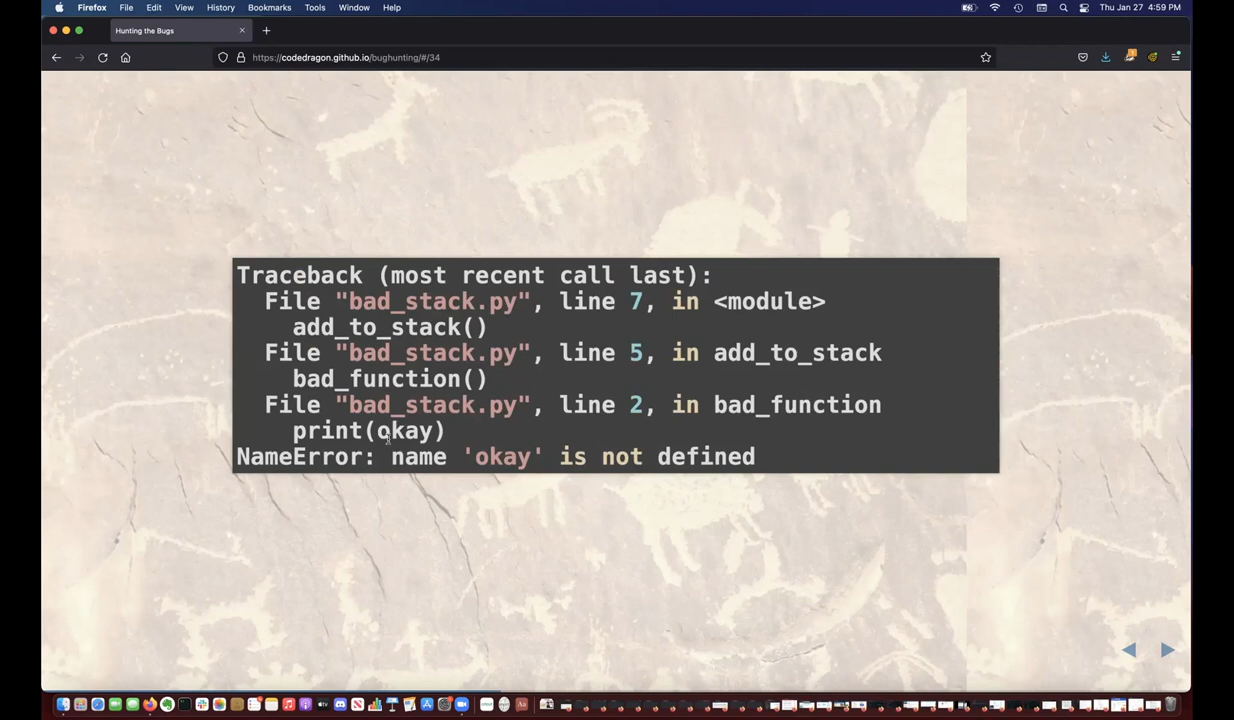 Firefox File Edit View History Bookmarks Tools Window Help Thu Jan 27 4:59 PM
Hunting the Bugs
https://codedragon.github.io/bughunting/#/34
Traceback (most recent call last):
File "bad_stack.py", line 7, in <module>
add_to_stack()
File "bad_stack.py", line 5, in add_to_stack
bad_function()
File "bad_stack.py", line 2, in bad_function
print(okay)
NameError: name 'okay' is not defined